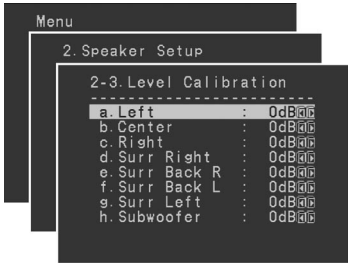 Menu
2.Speaker Setup
2-3.Level Calibration
a.Left : 0dB
b.Center : 0dB
c.Right : 0dB
d.Surr Right : 0dB
e.Surr Back R : 0dB
f.Surr Back L : 0dB
g.Surr Left : 0dB
h.Subwoofer : 0dB